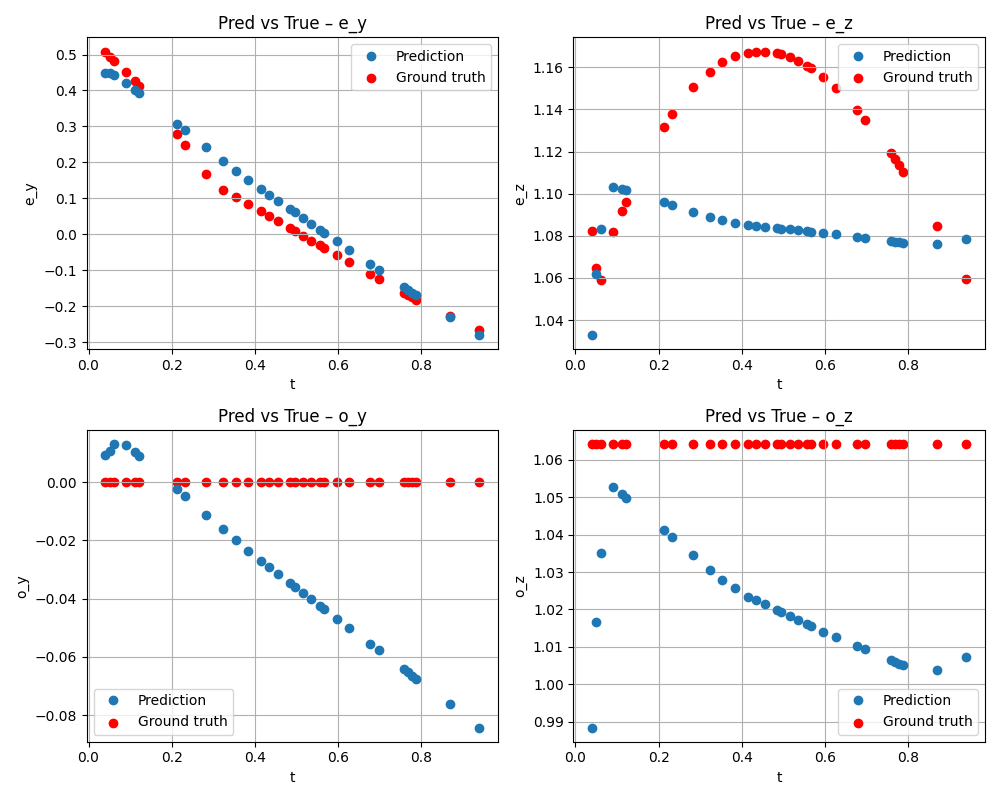 Pred vs True – e_y
0.5
0.4
0.3
0.2
0.1
0.0
−0.1
−0.2
−0.3
e_y
0.0 0.2 0.4 0.6 0.8
t
Prediction
Ground truth
Pred vs True – e_z
1.16
1.14
1.12
1.10
1.08
1.06
1.04
e_z
0.0 0.2 0.4 0.6 0.8
t
Prediction
Ground truth
Pred vs True – o_y
0.00
−0.02
−0.04
−0.06
−0.08
o_y
0.0 0.2 0.4 0.6 0.8
t
Prediction
Ground truth
Pred vs True – o_z
1.06
1.05
1.04
1.03
1.02
1.01
1.00
0.99
o_z
0.0 0.2 0.4 0.6 0.8
t
Prediction
Ground truth